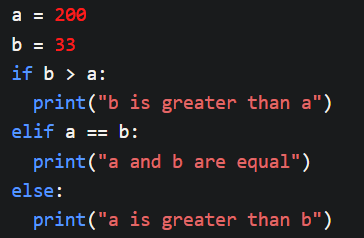 a = 200
b = 33
if b > a:
  print("b is greater than a")
elif a == b:
  print("a and b are equal")
else:
  print("a is greater than b")